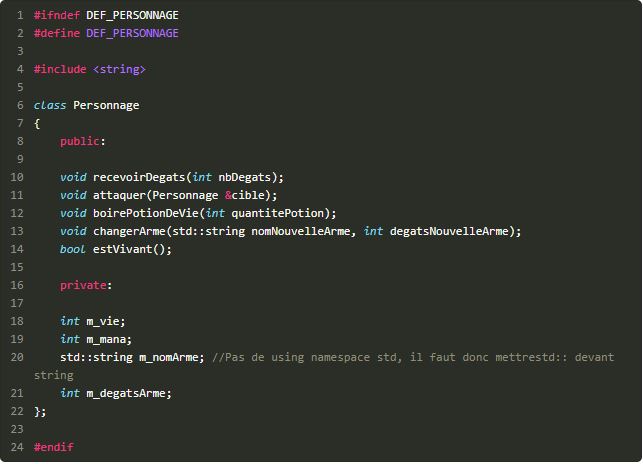 1 #ifndef DEF_PERSONNAGE
2 #define DEF_PERSONNAGE
3
4 #include <string>
5
6 class Personnage
7 {
8     public:
9
10     void recevoirDegats(int nbDegats);
11     void attaquer(Personnage &cible);
12     void boirePotionDeVie(int quantitePotion);
13     void changerArme(std::string nomNouvelleArme, int degatsNouvelleArme);
14     bool estVivant();
15
16     private:
17
18     int m_vie;
19     int m_mana;
20     std::string m_nomArme; //Pas de using namespace std, il faut donc mettrestd:: devant
string
21     int m_degatsArme;
22 };
23
24 #endif